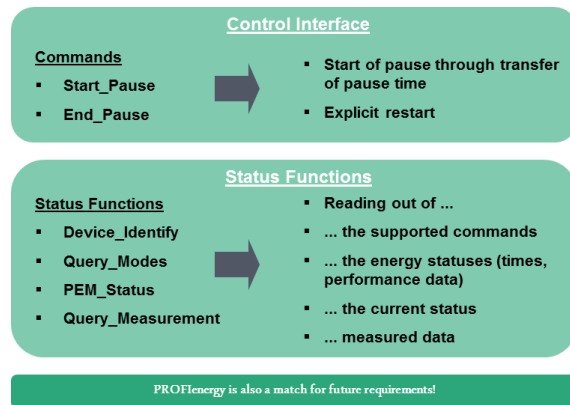 Control Interface
Commands
▪ Start_Pause
▪ End_Pause
▪ Start of pause through transfer
of pause time
▪ Explicit restart
Status Functions
Status Functions
▪ Device_Identify
▪ Query_Modes
▪ PEM_Status
▪ Query_Measurement
▪ Reading out of ...
▪ ... the supported commands
▪ ... the energy statuses (times,
performance data)
▪ ... the current status
▪ ... measured data
PROFIenergy is also a match for future requirements!